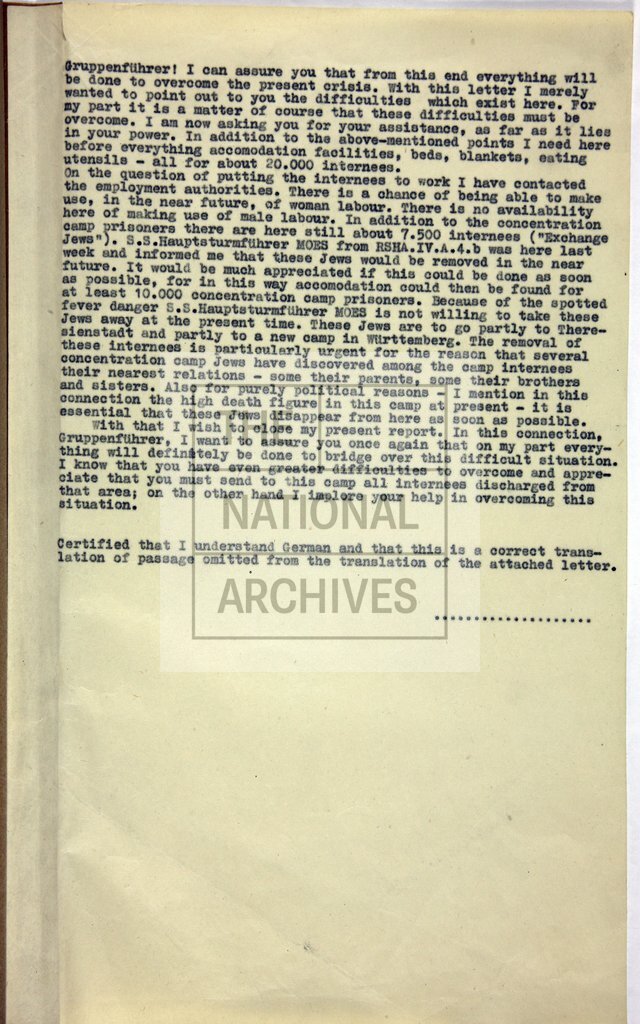 Gruppenführer! I can assure you that from this end everything will
be done to overcome the present crisis. With this letter I merely
wanted to point out to you the difficulties which exist here. For
my part it is a matter of course that these difficulties must be
overcome. I am now asking you for your assistance, as far as it lies
in your power. In addition to the above-mentioned points I need here
before everything accomodation facilities, beds, blankets, eating
utensils - all for about 20.000 internees.
On the question of putting the internees to work I have contacted
the employment authorities. There is a chance of being able to make
use, in the near future, of woman labour. There is no availability
here of making use of male labour. In addition to the concentration
camp prisoners there are here still about 7.500 internees ("Exchange
Jews"). S.S.Hauptsturmführer MOES from RSHA.IV.A.4.b was here last
week and informed me that these Jews would be removed in the near
future. It would be much appreciated if this could be done as soon
as possible, for in this way accomodation could then be found for
at least 10.000 concentration camp prisoners. Because of the spotted
fever danger S.S.Hauptsturmführer MOES is not willing to take these
Jews away at the present time. These Jews are to go partly to There-
sienstadt and partly to a new camp in Württemberg. The removal of
these internees is particularly urgent for the reason that several
concentration camp Jews have discovered among the camp internees
their nearest relations - some their parents, some their brothers
and sisters. Also for purely political reasons - I mention in this
connection the high death figure in this camp at present - it is
essential that these Jews disappear from here as soon as possible.
With that I wish to close my present report. In this connection,
Gruppenführer, I want to assure you once again that on my part every-
thing will definitely be done to bridge over this difficult situation.
I know that you have even greater difficulties to overcome and appre-
ciate that you must send to this camp all internees discharged from
that area; on the other hand I implore your help in overcoming this
situation.
Certified that I understand German and that this is a correct trans-
lation of passage omitted from the translation of the attached letter.
...................
THE
NATIONAL
ARCHIVES